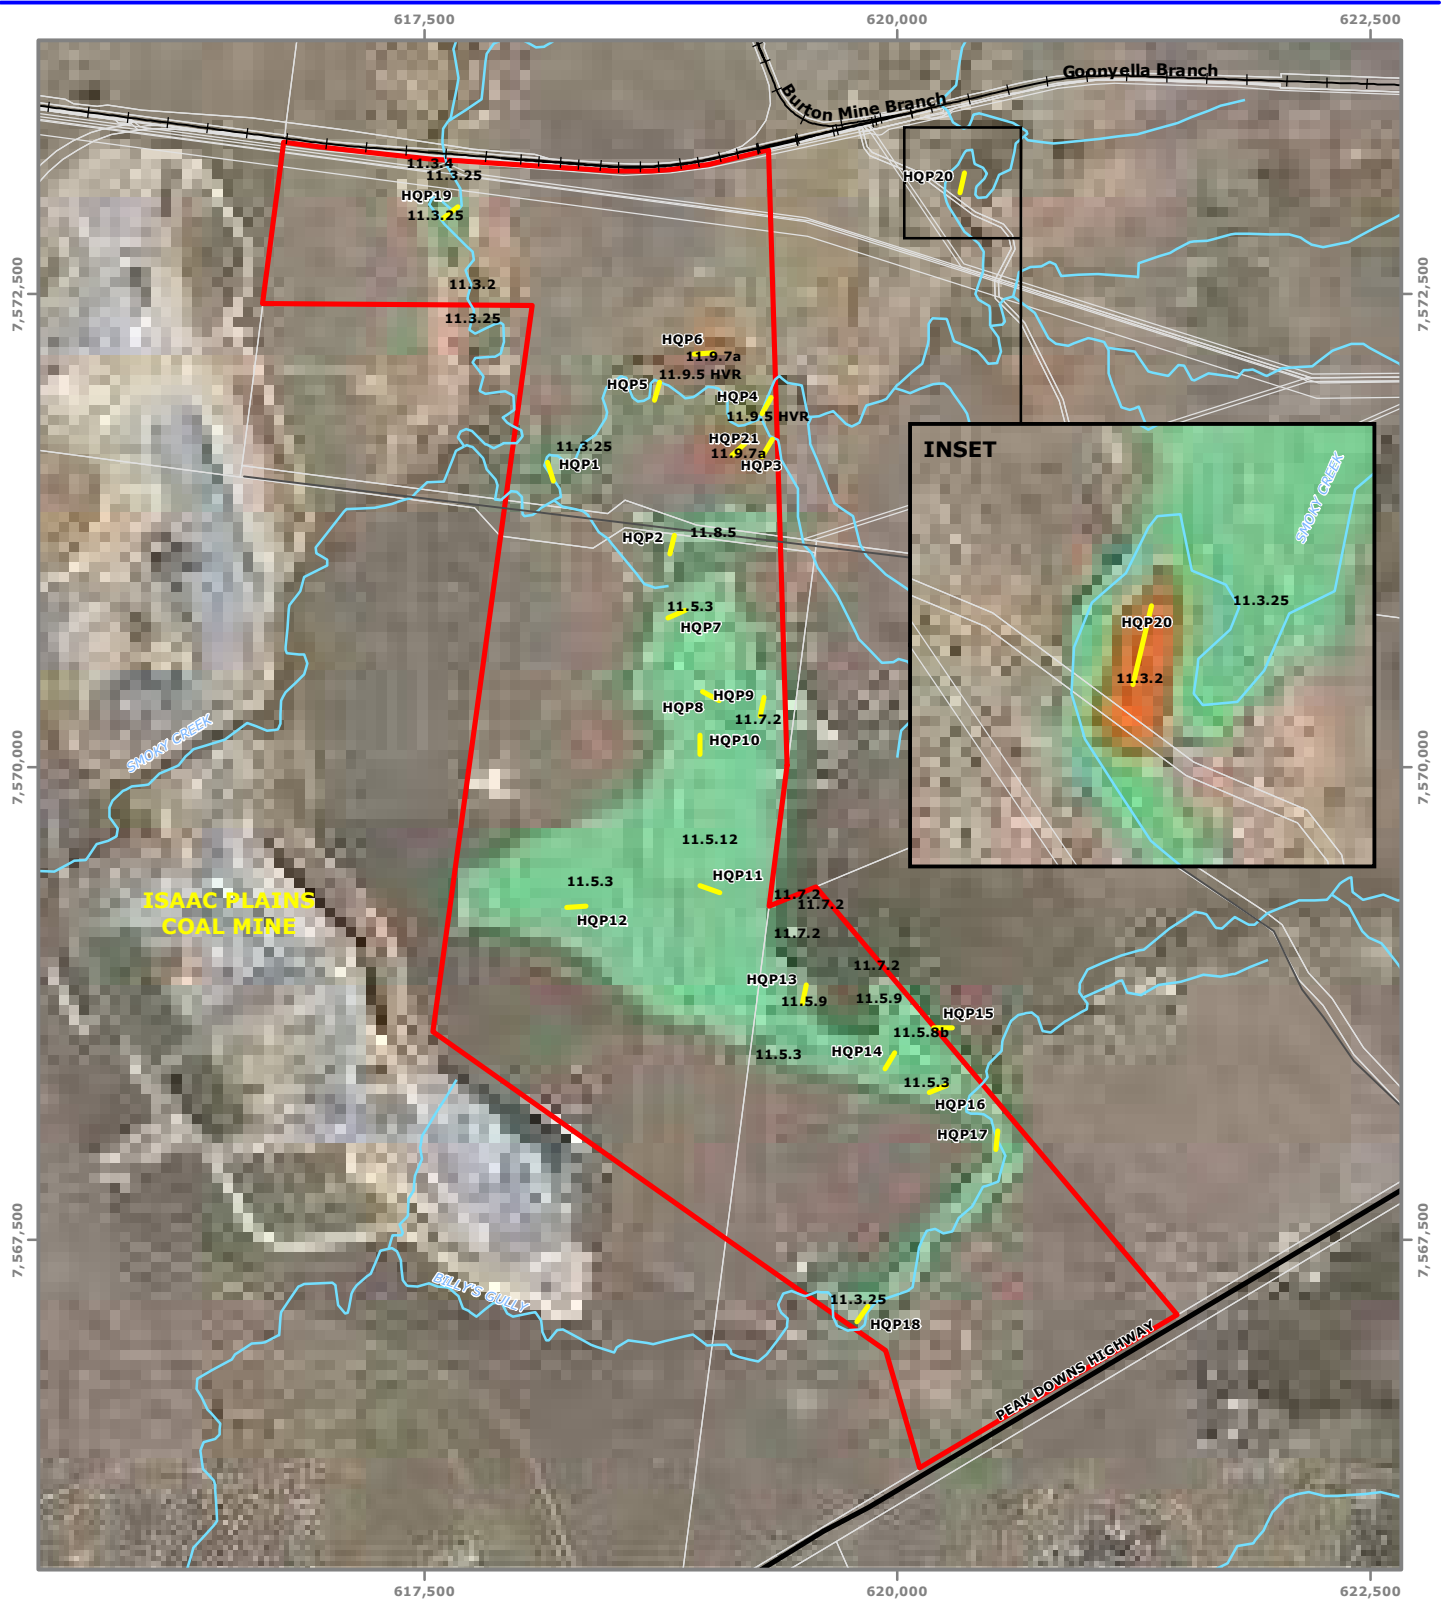 617,500
620,000
622,500
Goonyella Branch
Burton Mine Branch
11.3.4
11.3.25
HQP20
HQP19
11.3.25
7,572,500
7,572,500
11.3.2
11.3.25
HQP6
11.9.7a
11.9.5 HVR
HQP5
HQP4
11.9.5 HVR
HQP21
11.3.25
11.9.7a
HQP1
HQP3
INSET
SMOKY CREEK
HQP2
11.8.5
11.5.3
11.3.25
HQP7
HQP20
11.3.2
HQP9
HQP8
11.7.2
SMOKY CREEK
HQP10
7,570,000
7,570,000
11.5.12
HQP11
11.5.3
11.7.2
11.7.2
ISAAC PLAINS
COAL MINE
HQP12
11.7.2
11.7.2
HQP13
11.5.9
11.5.9
HQP15
11.5.8b
HQP14
11.5.3
11.5.3
HQP16
HQP17
7,567,500
7,567,500
BILLY'S GULLY
11.3.25
HQP18
PEAK DOWNS HIGHWAY
617,500
620,000
622,500